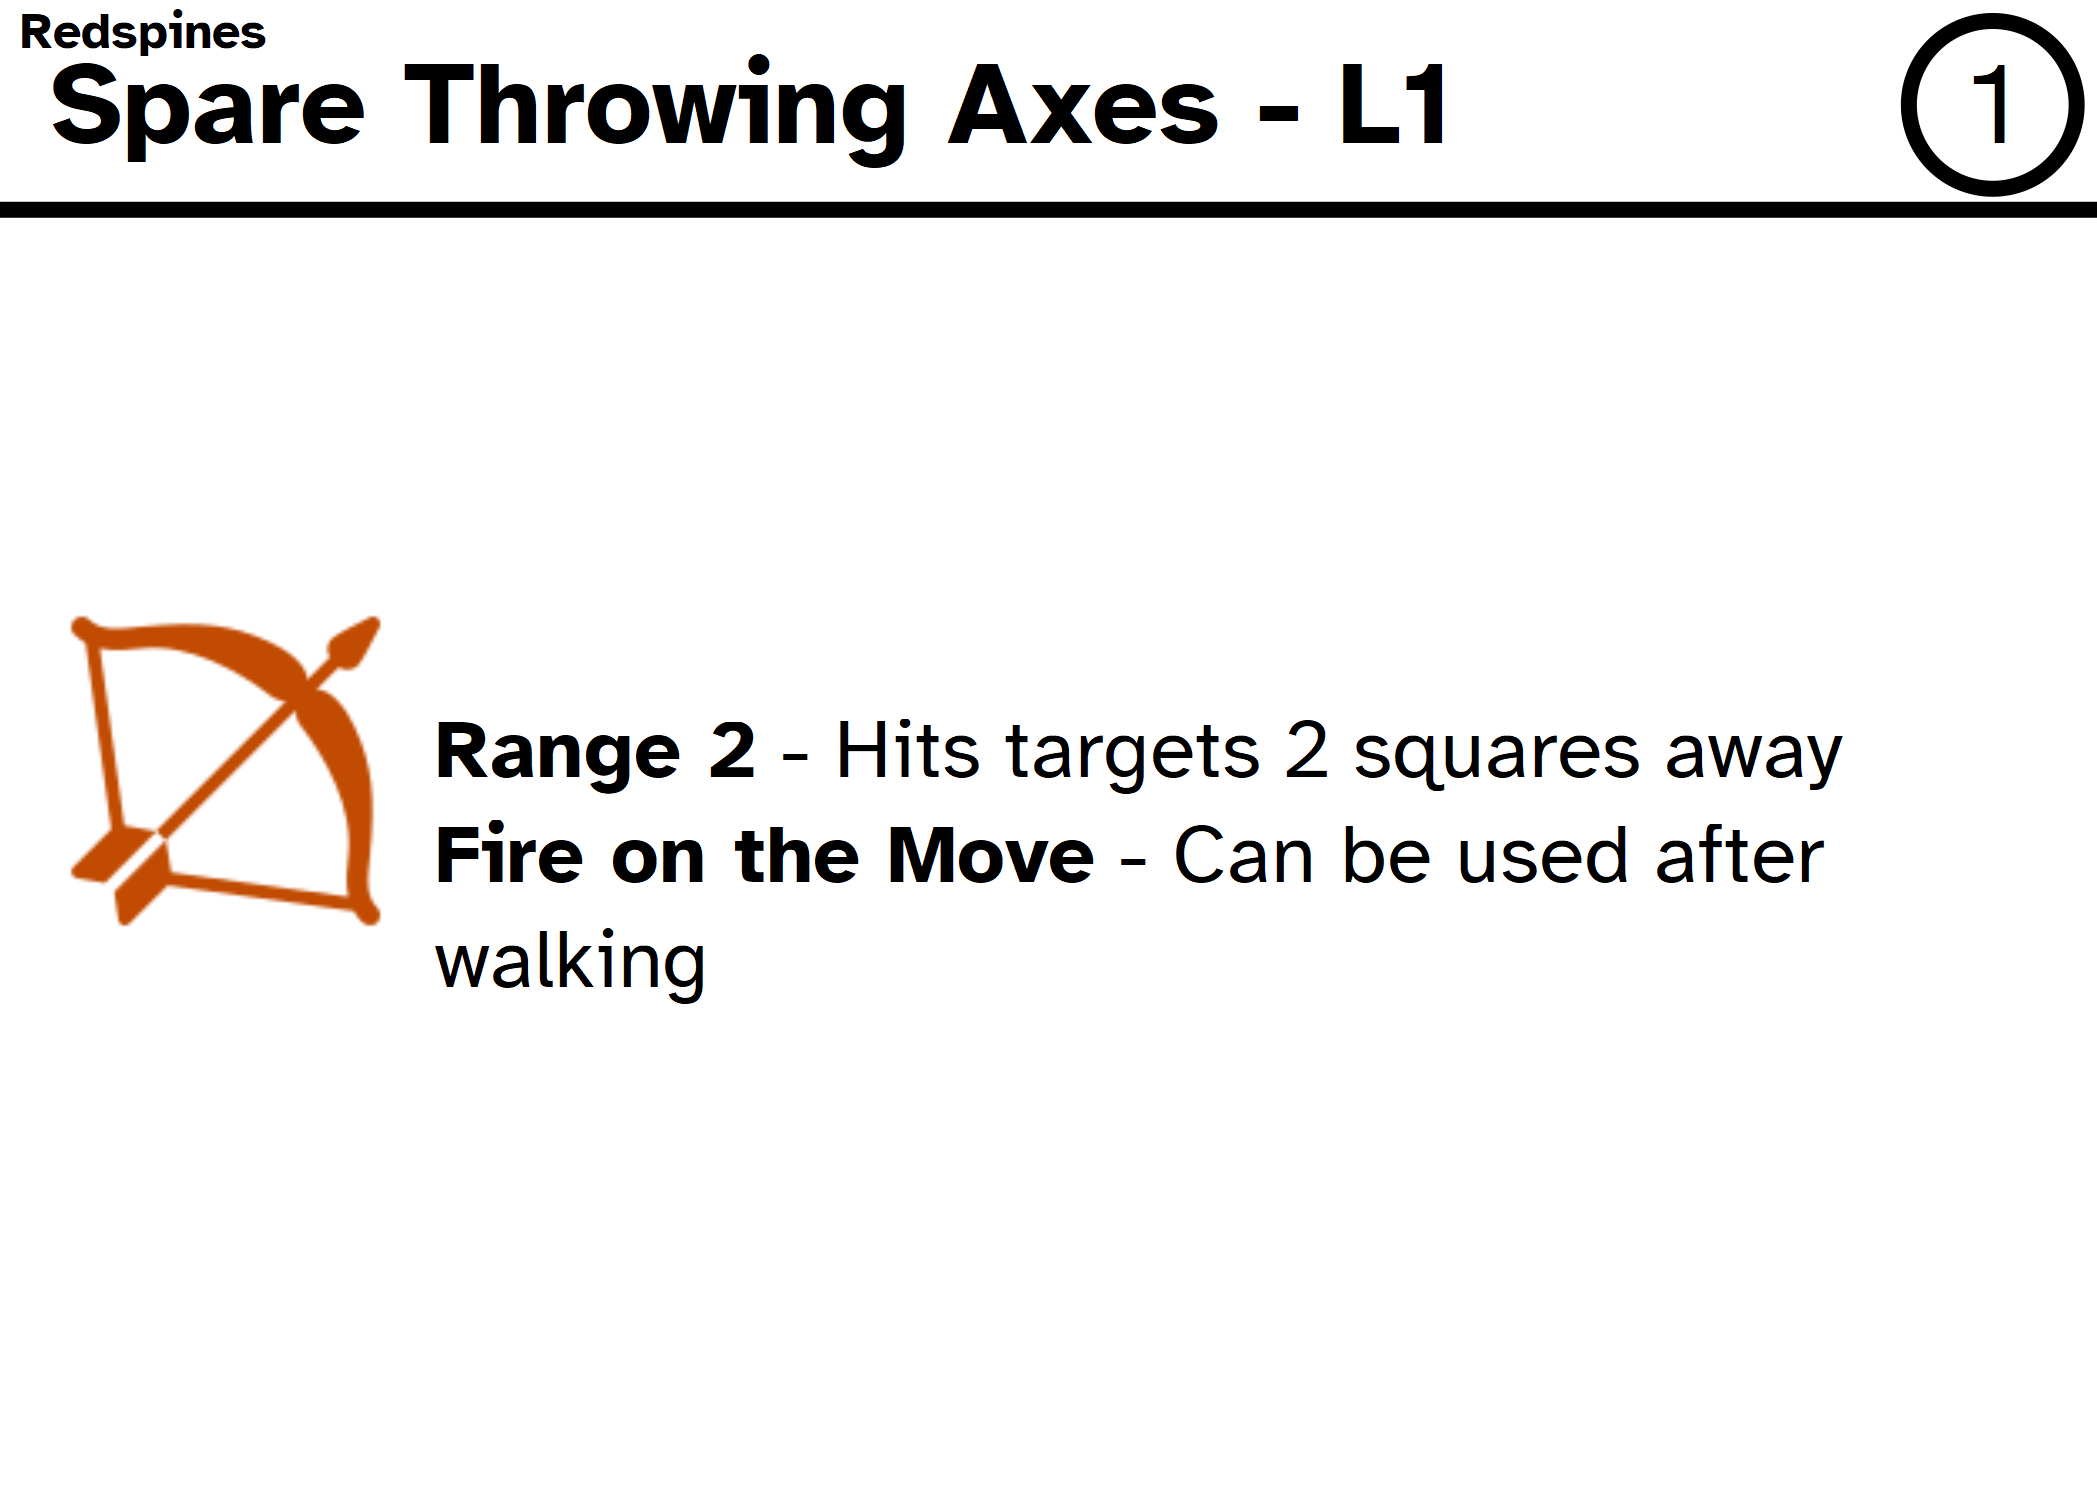 Redspines
Spare Throwing Axes - L1
1
Range 2 - Hits targets 2 squares away
Fire on the Move - Can be used after
walking